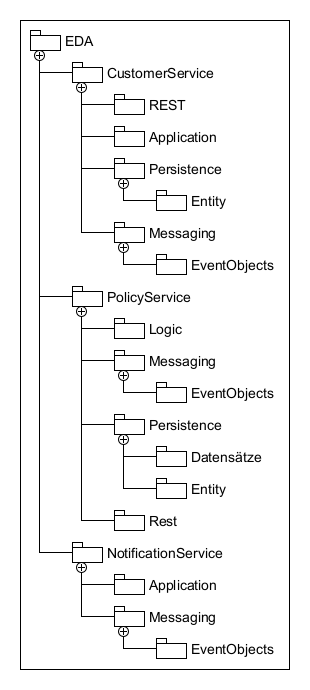 EDA
CustomerService
REST
Application
Persistence
Entity
Messaging
EventObjects
PolicyService
Logic
Messaging
EventObjects
Persistence
Datensätze
Entity
Rest
NotificationService
Application
Messaging
EventObjects